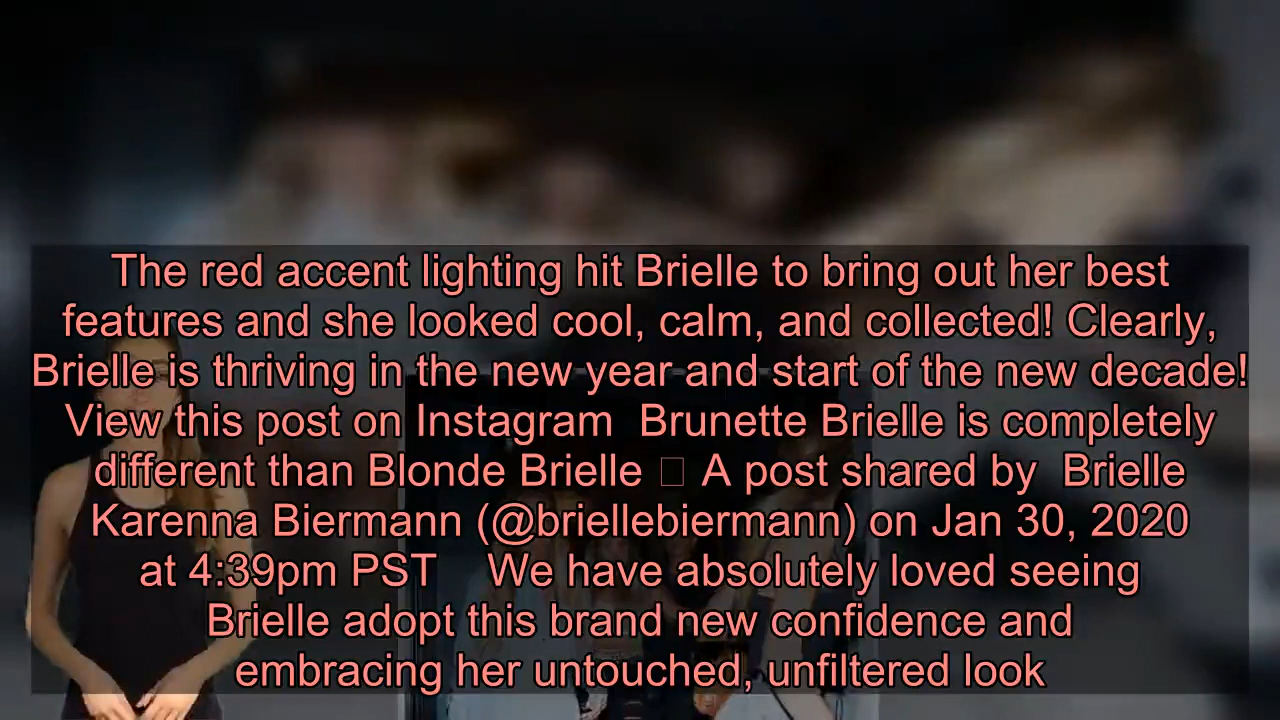 The red accent lighting hit Brielle to bring out her best
features and she looked cool, calm, and collected! Clearly,
Brielle is thriving in the new year and start of the new decade!
View this post on Instagram  Brunette Brielle is completely
different than Blonde Brielle □ A post shared by  Brielle
Karenna Biermann (@briellebiermann) on Jan 30, 2020
at 4:39pm PST    We have absolutely loved seeing
Brielle adopt this brand new confidence and
embracing her untouched, unfiltered look